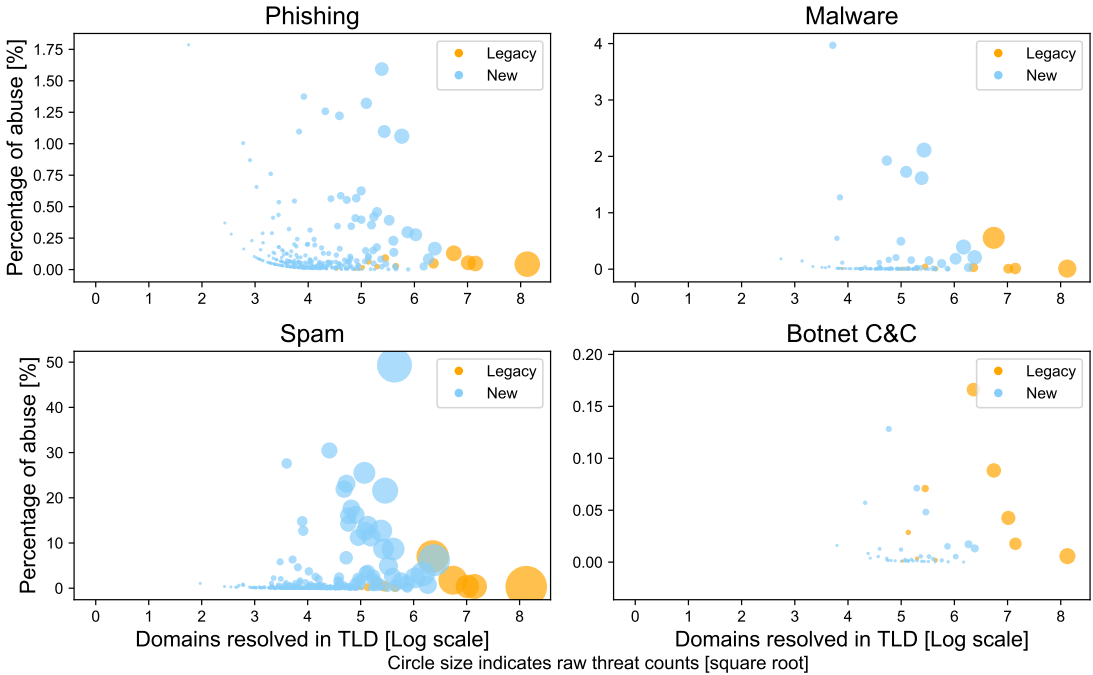 Phishing
Percentage of abuse [%]
1.75
1.50
1.25
1.00
0.75
0.50
0.25
0.00
0 1 2 3 4 5 6 7 8
Legacy
New
Malware
4
3
2
1
0
0 1 2 3 4 5 6 7 8
Legacy
New
Spam
Percentage of abuse [%]
50
40
30
20
10
0
0 1 2 3 4 5 6 7 8
Legacy
New
Domains resolved in TLD [Log scale]
Botnet C&C
0.20
0.15
0.10
0.05
0.00
0 1 2 3 4 5 6 7 8
Legacy
New
Domains resolved in TLD [Log scale]
Circle size indicates raw threat counts [square root]